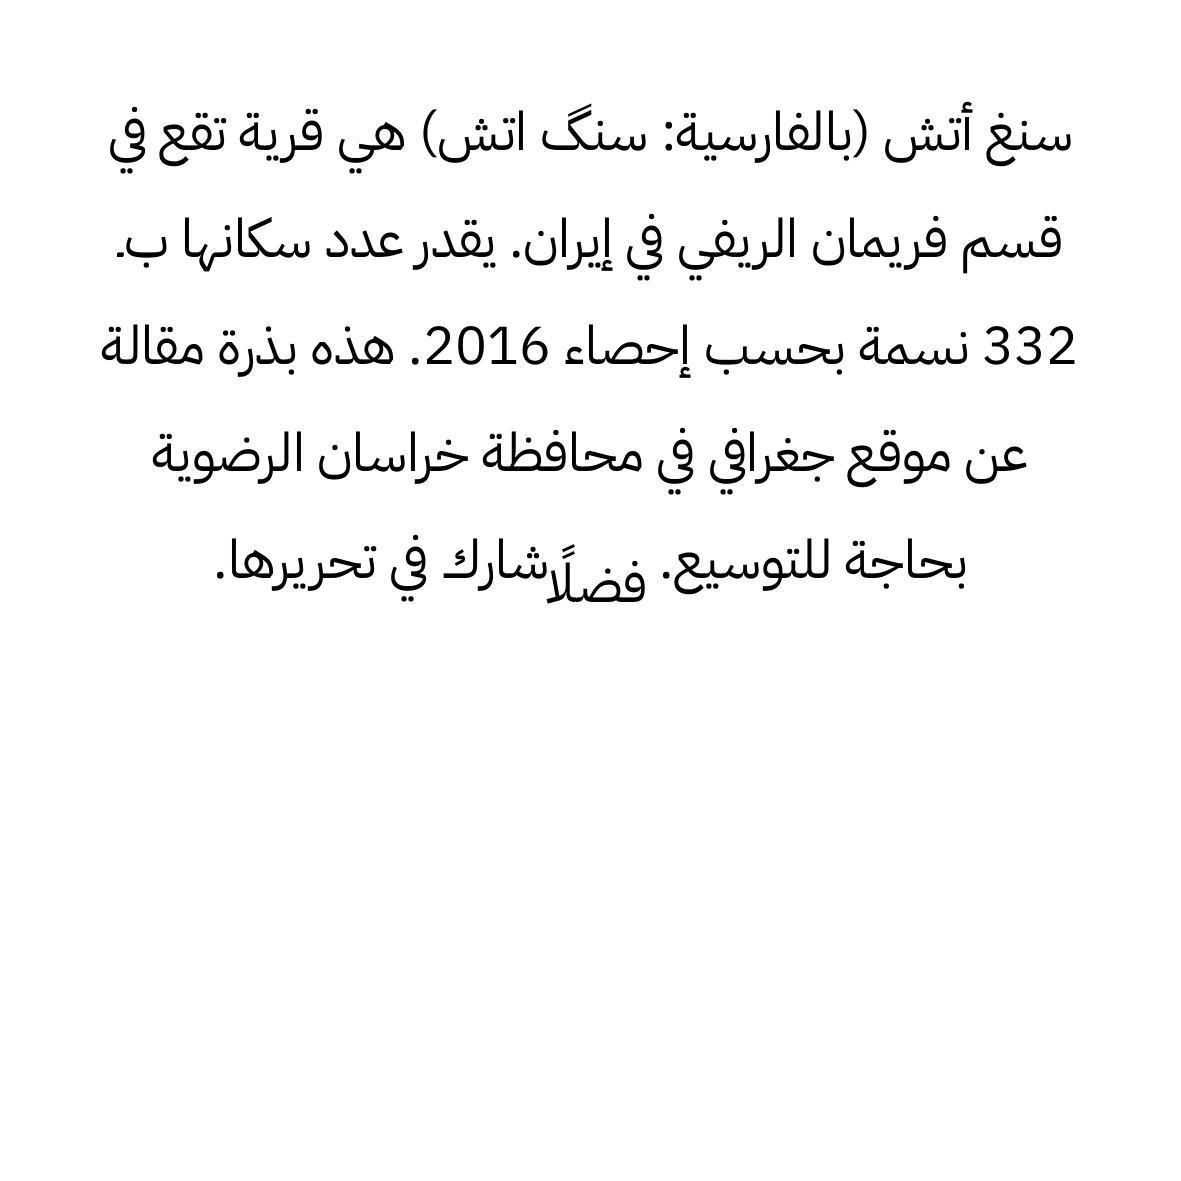 سنغ أتش (بالفارسية: سنگ اتش) هي قرية تقع في
قسم فريمان الريفي في إيران. يقدر عدد سكانها ب.
332 نسمة بحسب إحصاء 2016. هذه بذرة مقالة
عن موقع جغرافي في محافظة خراسان الرضوية
بحاجة للتوسيع. فضلًا شارك في تحريرها.